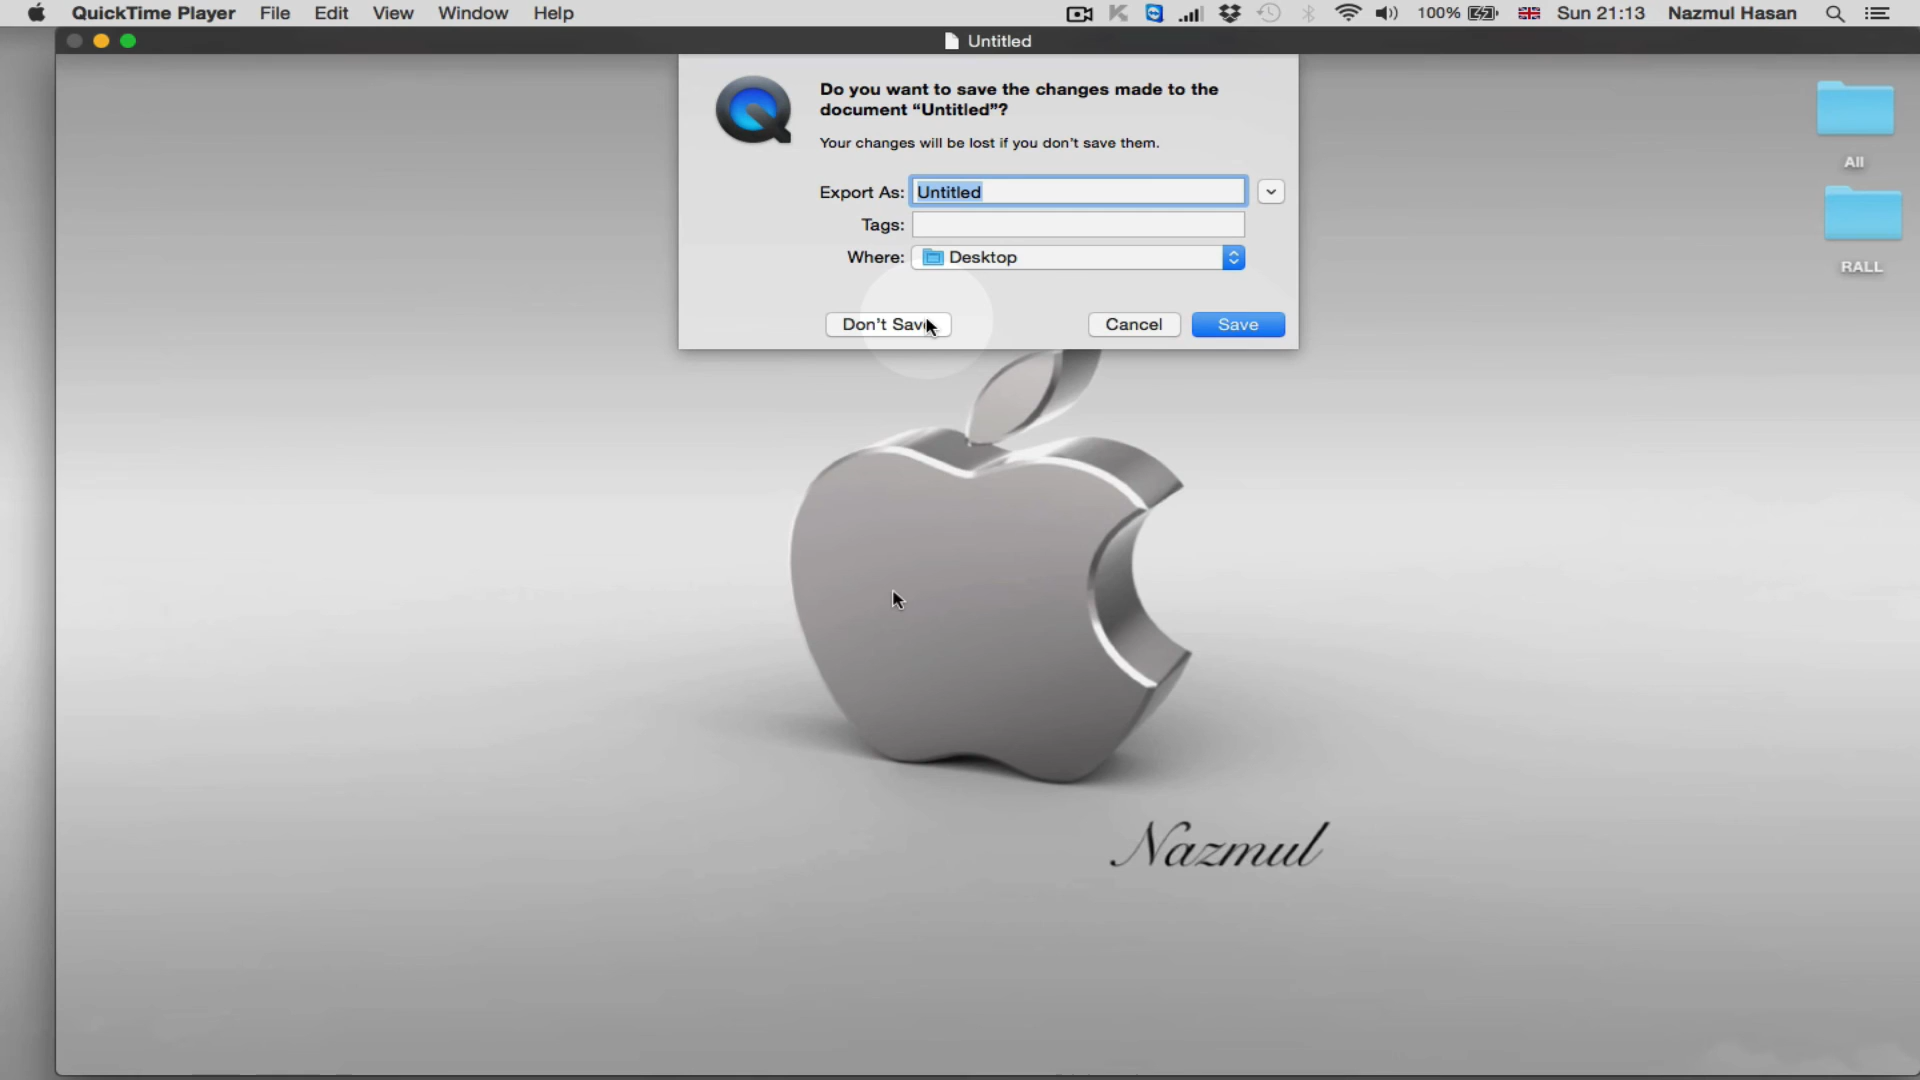 QuickTime Player File Edit View Window Help 100% Sun 21:13 Nazmul Hasan
Untitled
Do you want to save the changes made to the
document “Untitled”?
Your changes will be lost if you don’t save them.
Export As: Untitled
Tags:
Where: Desktop
Don’t Save Cancel Save
All
RALL
Nazmul